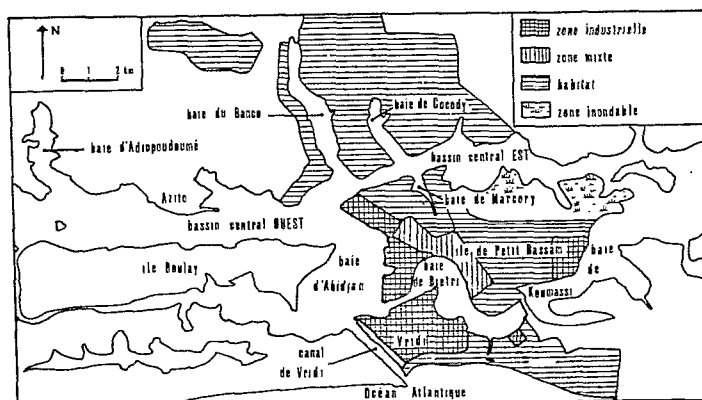 N
0 1 2 km
zone industrielle
zone mixte
habitat
zone inondable
baie du Banco
baie de Cocody
baie d'Adiopoudoumé
bassin central EST
Azito
baie de Marcory
bassin central OUEST
île de Petit Bassam
baie
de
Koumassi
île Boulay
baie
d'Abidjan
baie
de Biétri
Vridi
canal
de Vridi
Océan Atlantique